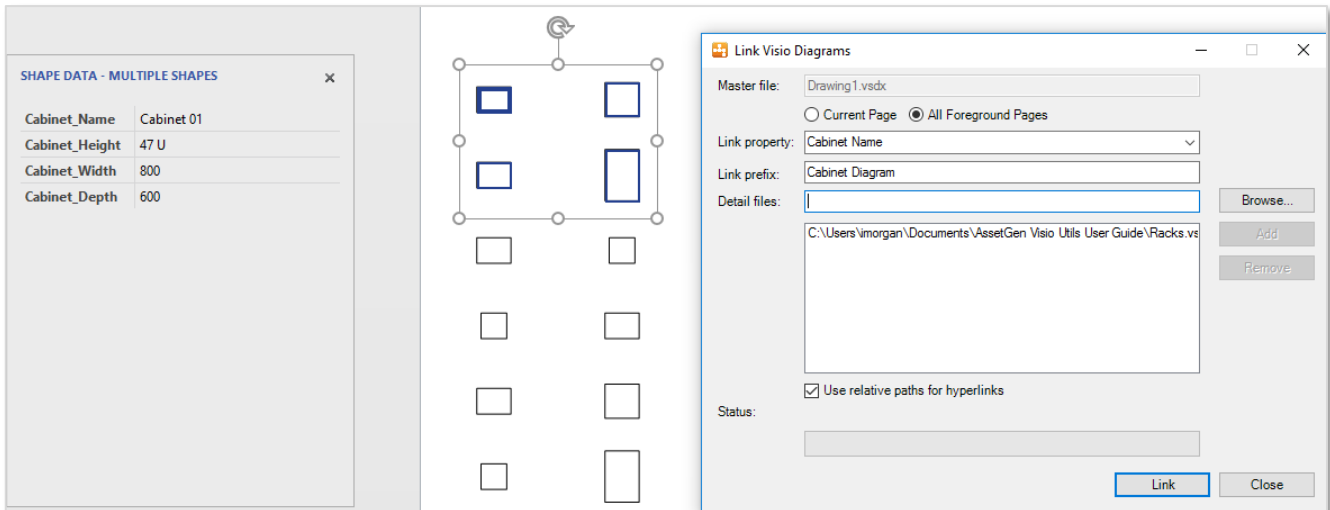 SHAPE DATA - MULTIPLE SHAPES
Cabinet_Name Cabinet 01
Cabinet_Height 47 U
Cabinet_Width 800
Cabinet_Depth 600
Link Visio Diagrams
Master file: Drawing1.vsdx
Current Page All Foreground Pages
Link property: Cabinet Name
Link prefix: Cabinet Diagram
Detail files: Browse...
C:\Users\imorgan\Documents\AssetGen Visio Utils User Guide\Racks.vs Add
Remove
Use relative paths for hyperlinks
Status:
Link Close